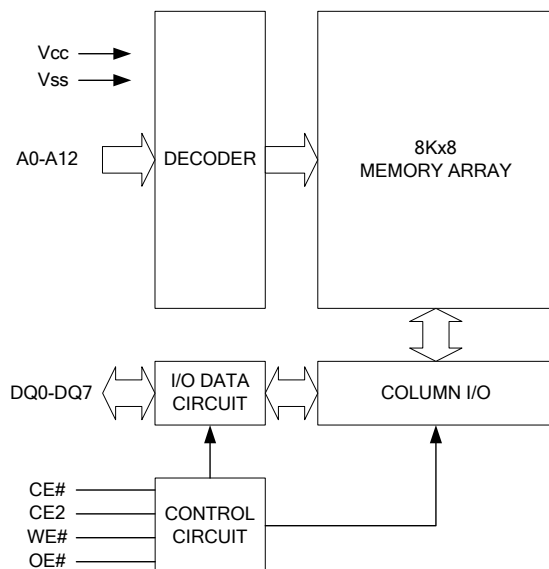 Vcc
Vss
A0-A12
DECODER
8Kx8
MEMORY ARRAY
DQ0-DQ7
I/O DATA
CIRCUIT
COLUMN I/O
CE#
CE2
WE#
OE#
CONTROL
CIRCUIT